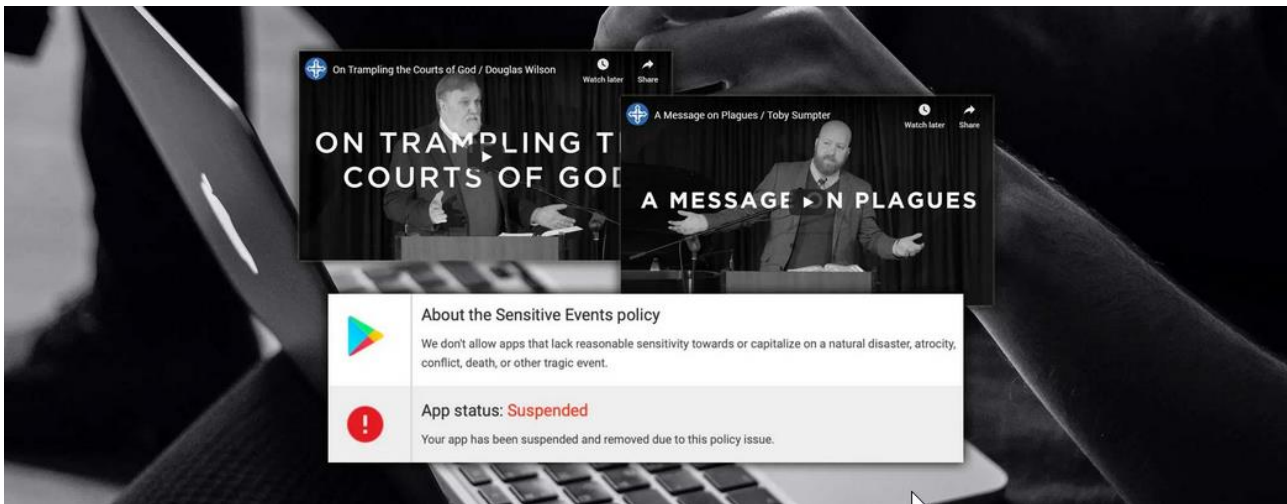 On Trampling the Courts of God / Douglas Wilson
Watch later
Share
ON TRAMPLING T
COURTS OF GOD
A Message on Plagues / Toby Sumpter
Watch later
Share
A MESSAGE N PLAGUES
About the Sensitive Events policy
We don't allow apps that lack reasonable sensitivity towards or capitalize on a natural disaster, atrocity,
conflict, death, or other tragic event.
App status: Suspended
Your app has been suspended and removed due to this policy issue.